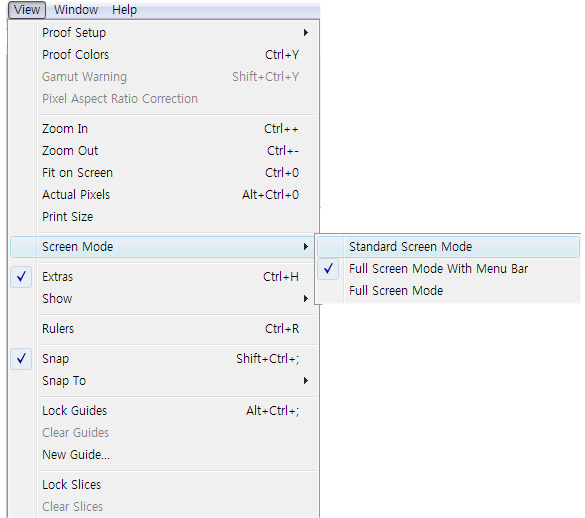 View Window Help
Proof Setup
Proof Colors Ctrl+Y
Gamut Warning Shift+Ctrl+Y
Pixel Aspect Ratio Correction
Zoom In Ctrl++
Zoom Out Ctrl+-
Fit on Screen Ctrl+0
Actual Pixels Alt+Ctrl+0
Print Size
Screen Mode Standard Screen Mode
Extras Ctrl+H Full Screen Mode With Menu Bar
Show Full Screen Mode
Rulers Ctrl+R
Snap Shift+Ctrl+;
Snap To
Lock Guides Alt+Ctrl+;
Clear Guides
New Guide...
Lock Slices
Clear Slices